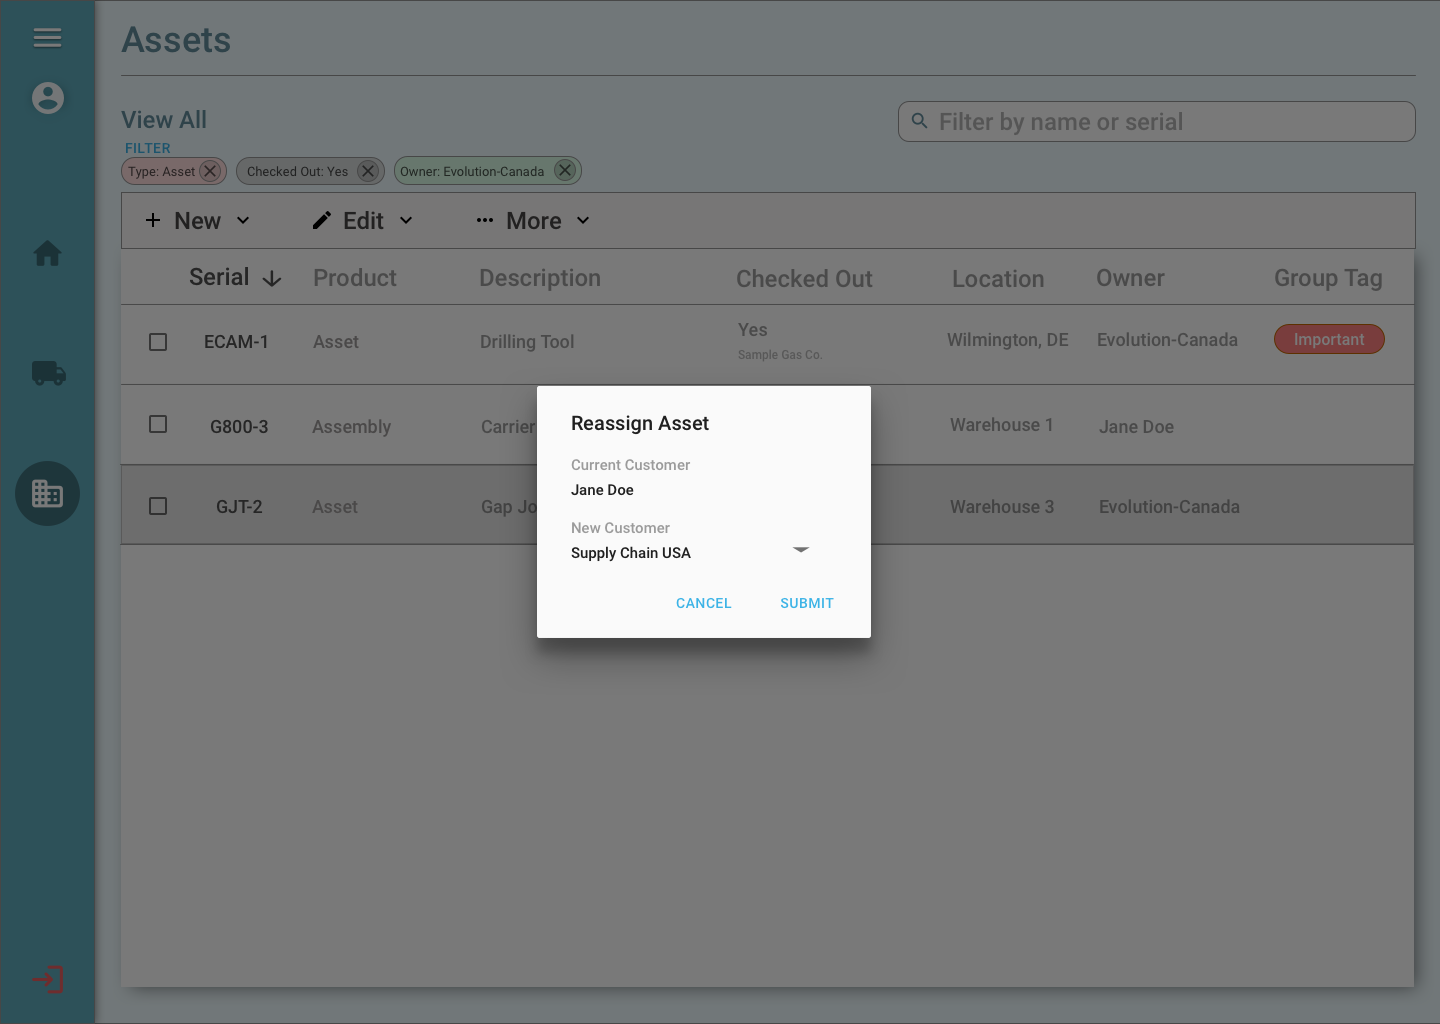 Assets
View All
Filter by name or serial
FILTER
Type: Asset Checked Out: Yes Owner: Evolution-Canada
New Edit More
Serial Product Description Checked Out Location Owner Group Tag
ECAM-1 Asset Drilling Tool Yes Wilmington, DE Evolution-Canada Important
Sample Gas Co.
G800-3 Assembly Carrier Warehouse 1 Jane Doe
GJT-2 Asset Gap Jo Warehouse 3 Evolution-Canada
Reassign Asset
Current Customer
Jane Doe
New Customer
Supply Chain USA
CANCEL SUBMIT